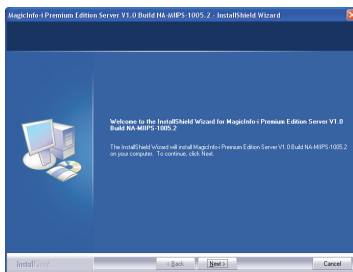 MagicInfo-i Premium Edition Server V1.0 Build NA-MIIPS-1005.2 - InstallShield Wizard
Welcome to the InstallShield Wizard for MagicInfo-i Premium Edition Server V1.0
Build NA-MIIPS-1005.2
The InstallShield Wizard will install MagicInfo-i Premium Edition Server V1.0 Build NA-MIIPS-1005.2
on your computer. To continue, click Next.
InstallShield
< Back
Next >
Cancel